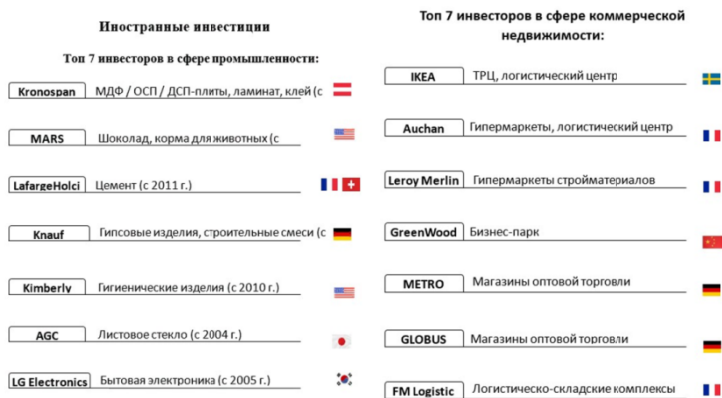 Иностранные инвестиции
Топ 7 инвесторов в сфере промышленности:
Kronospan МДФ / ОСП / ДСП-плиты, ламинат, клей (с
MARS Шоколад, корма для животных (с
LafargeHolci Цемент (с 2011 г.)
Knauf Гипсовые изделия, строительные смеси (с
Kimberly Гигиенические изделия (с 2010 г.)
AGC Листовое стекло (с 2004 г.)
LG Electronics Бытовая электроника (с 2005 г.)
Топ 7 инвесторов в сфере коммерческой
недвижимости:
IKEA ТРЦ, логистический центр
Auchan Гипермаркеты, логистический центр
Leroy Merlin Гипермаркеты стройматериалов
GreenWood Бизнес-парк
METRO Магазины оптовой торговли
GLOBUS Магазины оптовой торговли
FM Logistic Логистическо-складские комплексы